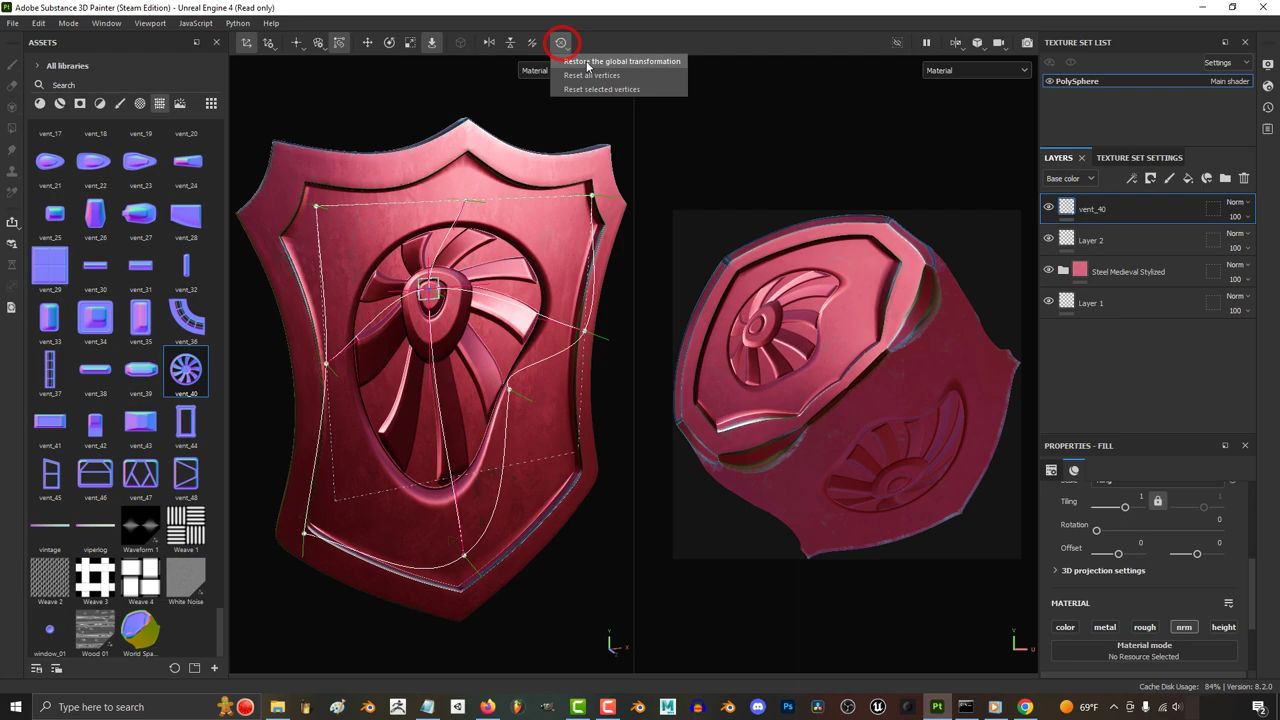 Adobe Substance 3D Painter (Steam Edition) - Unreal Engine 4 (Read only)
File Edit Mode Window Viewport JavaScript Help
ASSETS
All libraries
Search
vent_17 vent_18 vent_19 vent_20
vent_21 vent_22 vent_23 vent_24
vent_25 vent_26 vent_27 vent_28
vent_29 vent_30 vent_31 vent_32
vent_33 vent_34 vent_35 vent_36
vent_37 vent_38 vent_39 vent_40
vent_41 vent_42 vent_43 vent_44
vent_45 vent_46 vent_47 vent_48
vintage viperlog Waveform 1 Weave 1
Weave 2 Weave 3 Weave 4 White Noise
window_01 Wood 01 World Spa...
Material
Restore the global transformation
Reset all vertices
Reset selected vertices
Material
Y
X
V
U
TEXTURE SET LIST
Settings
PolySphere Main shader
LAYERS TEXTURE SET SETTINGS
Base color
vent_40 Norm 100
Layer 2 Norm 100
Steel Medieval Stylized Norm 100
Layer 1 Norm 100
PROPERTIES - FILL
Tiling 1 1
Rotation 0
Offset 0 0
3D projection settings
MATERIAL
color metal rough nrm height
Material mode
No Resource Selected
Cache Disk Usage: 84% | Version: 8.2.0
Type here to search
69°F